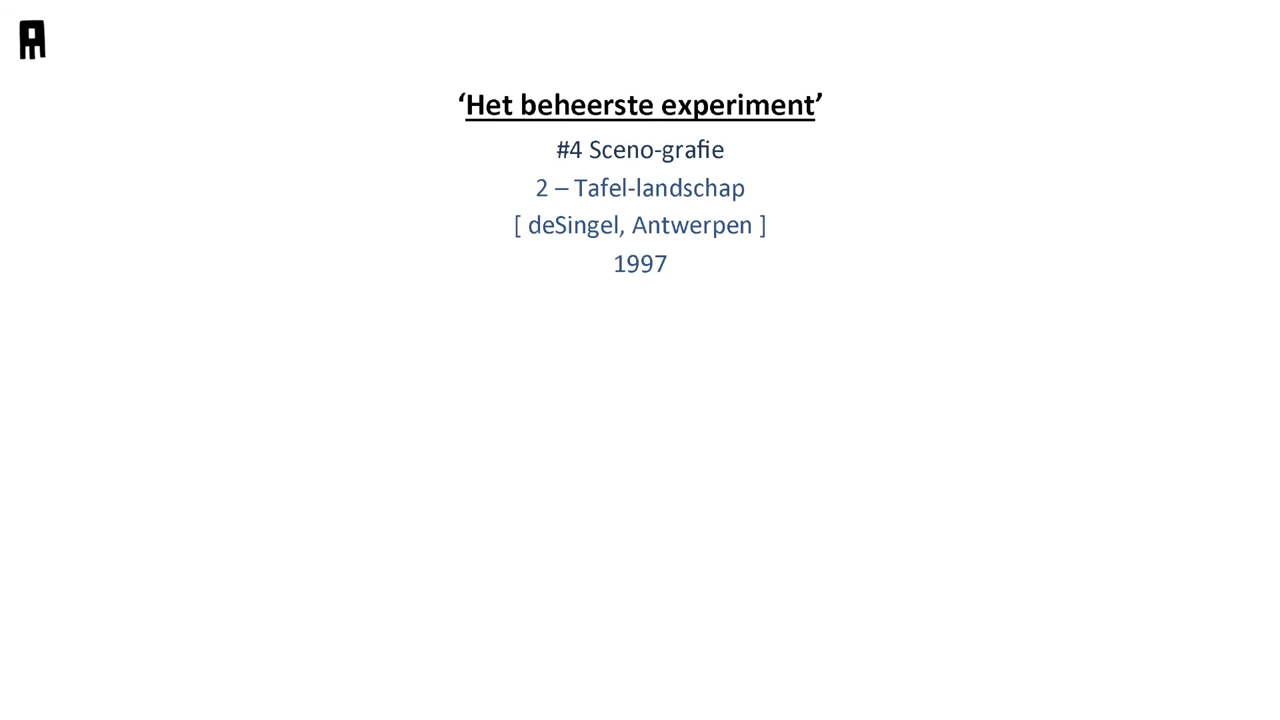 ‘Het beheerste experiment’
#4 Sceno-grafie
2 – Tafel-landschap
[ deSingel, Antwerpen ]
1997